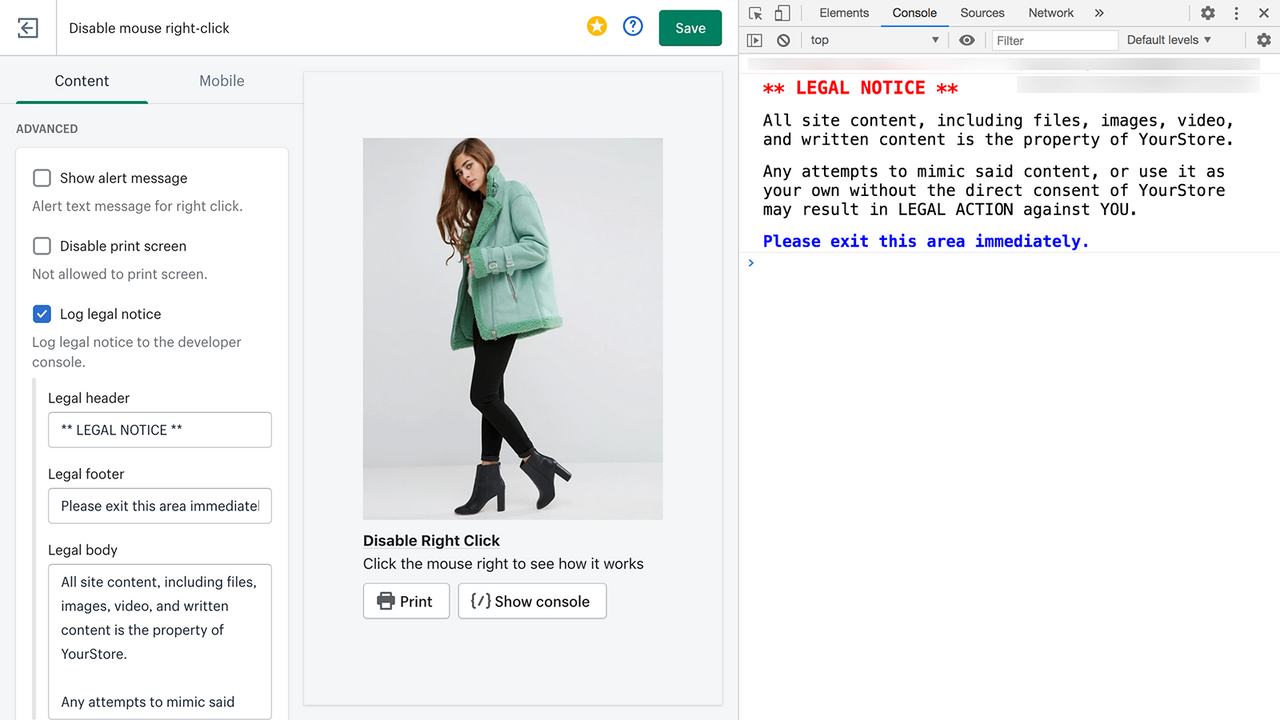 Disable mouse right-click
Save
Content
Mobile
ADVANCED
Show alert message
Alert text message for right click.
Disable print screen
Not allowed to print screen.
Log legal notice
Log legal notice to the developer
console.
Legal header
** LEGAL NOTICE **
Legal footer
Please exit this area immediatel
Legal body
All site content, including files,
images, video, and written
content is the property of
YourStore.
Any attempts to mimic said
Disable Right Click
Click the mouse right to see how it works
Print
{/} Show console
Elements
Console
Sources
Network
»
top
Filter
Default levels
** LEGAL NOTICE **
All site content, including files, images, video,
and written content is the property of YourStore.
Any attempts to mimic said content, or use it as
your own without the direct consent of YourStore
may result in LEGAL ACTION against YOU.
Please exit this area immediately.